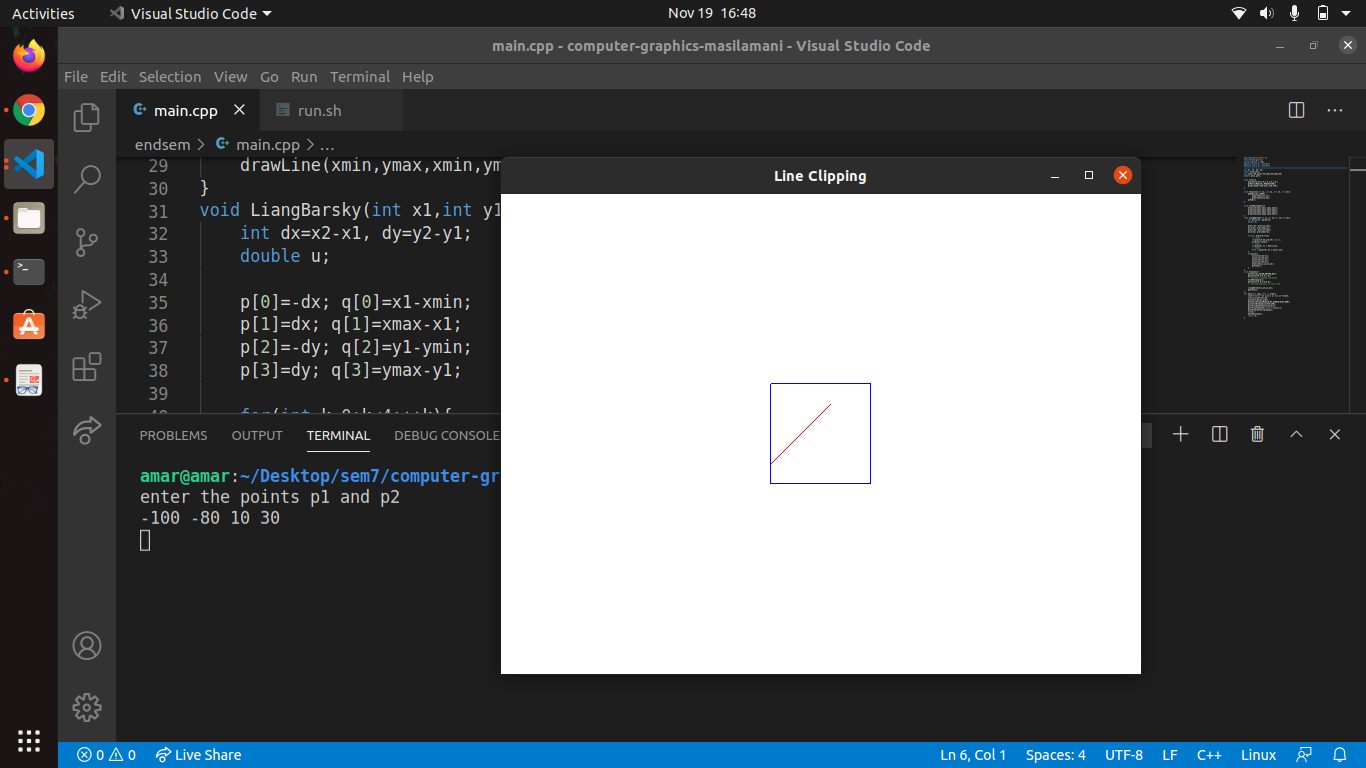 Activities Visual Studio Code Nov 19 16:48
main.cpp - computer-graphics-masilamani - Visual Studio Code
File Edit Selection View Go Run Terminal Help
main.cpp run.sh
endsem > main.cpp > ...
29 drawLine(xmin,ymax,xmin,ym
30 }
31 void LiangBarsky(int x1,int y1
32 int dx=x2-x1, dy=y2-y1;
33 double u;
34
35 p[0]=-dx; q[0]=x1-xmin;
36 p[1]=dx; q[1]=xmax-x1;
37 p[2]=-dy; q[2]=y1-ymin;
38 p[3]=dy; q[3]=ymax-y1;
39
Line Clipping
PROBLEMS OUTPUT TERMINAL DEBUG CONSOLE
amar@amar:~/Desktop/sem7/computer-gr
enter the points p1 and p2
-100 -80 10 30
0 0 Live Share Ln 6, Col 1 Spaces: 4 UTF-8 LF C++ Linux